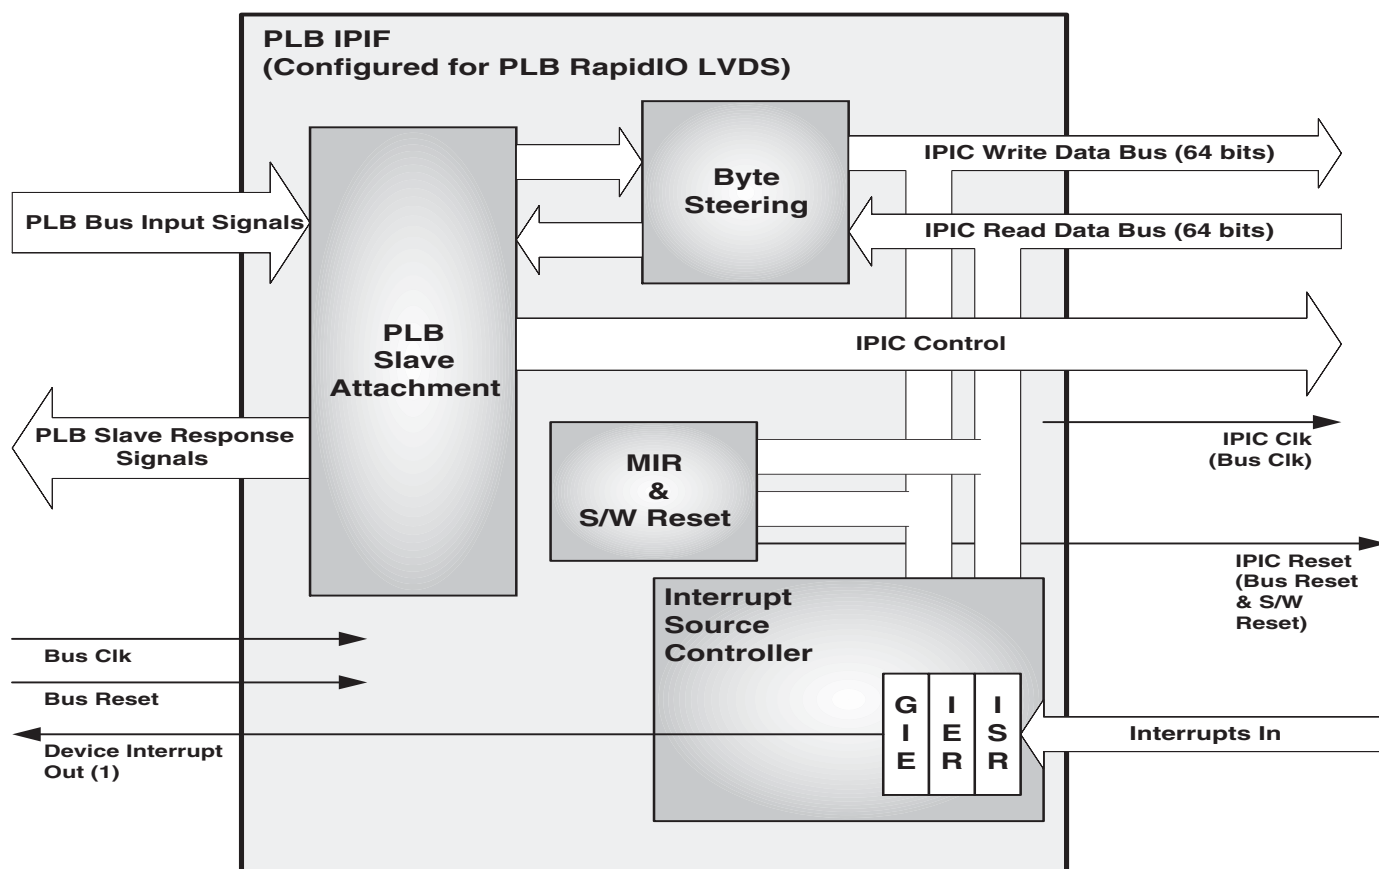 PLB IPIF
(Configured for PLB RapidIO LVDS)
Byte
Steering
IPIC Write Data Bus (64 bits)
PLB Bus Input Signals
IPIC Read Data Bus (64 bits)
PLB
Slave
Attachment
IPIC Control
PLB Slave Response
Signals
MIR
&
S/W Reset
IPIC Clk
(Bus Clk)
IPIC Reset
(Bus Reset
& S/W
Reset)
Interrupt
Source
Controller
Bus Clk
Bus Reset
Device Interrupt
Out (1)
G
I
E
I
E
R
I
S
R
Interrupts In